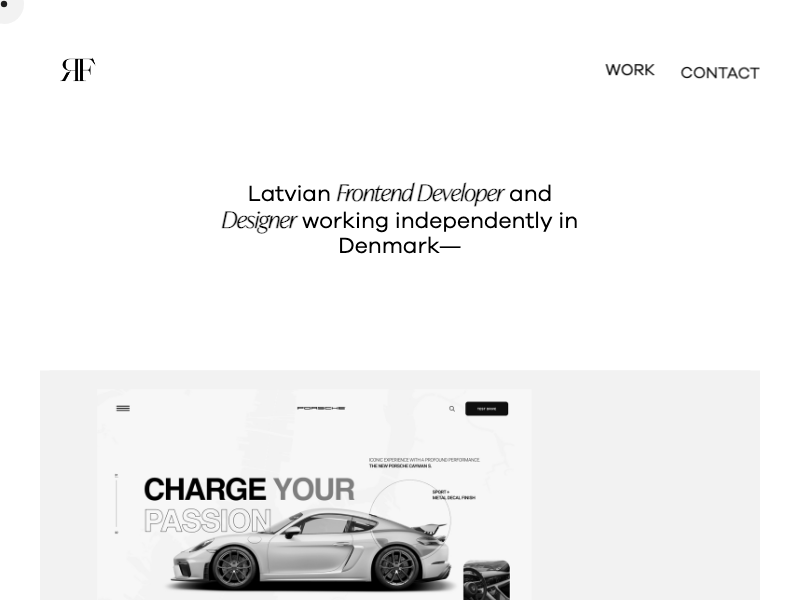 ЯF
WORK
CONTACT
Latvian Frontend Developer and
Designer working independently in
Denmark—
PORSCHE
TEST DRIVE
ICONIC EXPERIENCE WITH A PROFOUND PERFORMANCE,
THE NEW PORSCHE CAYMAN S.
CHARGE YOUR
PASSION
SPORT +
METAL DECAL FINISH